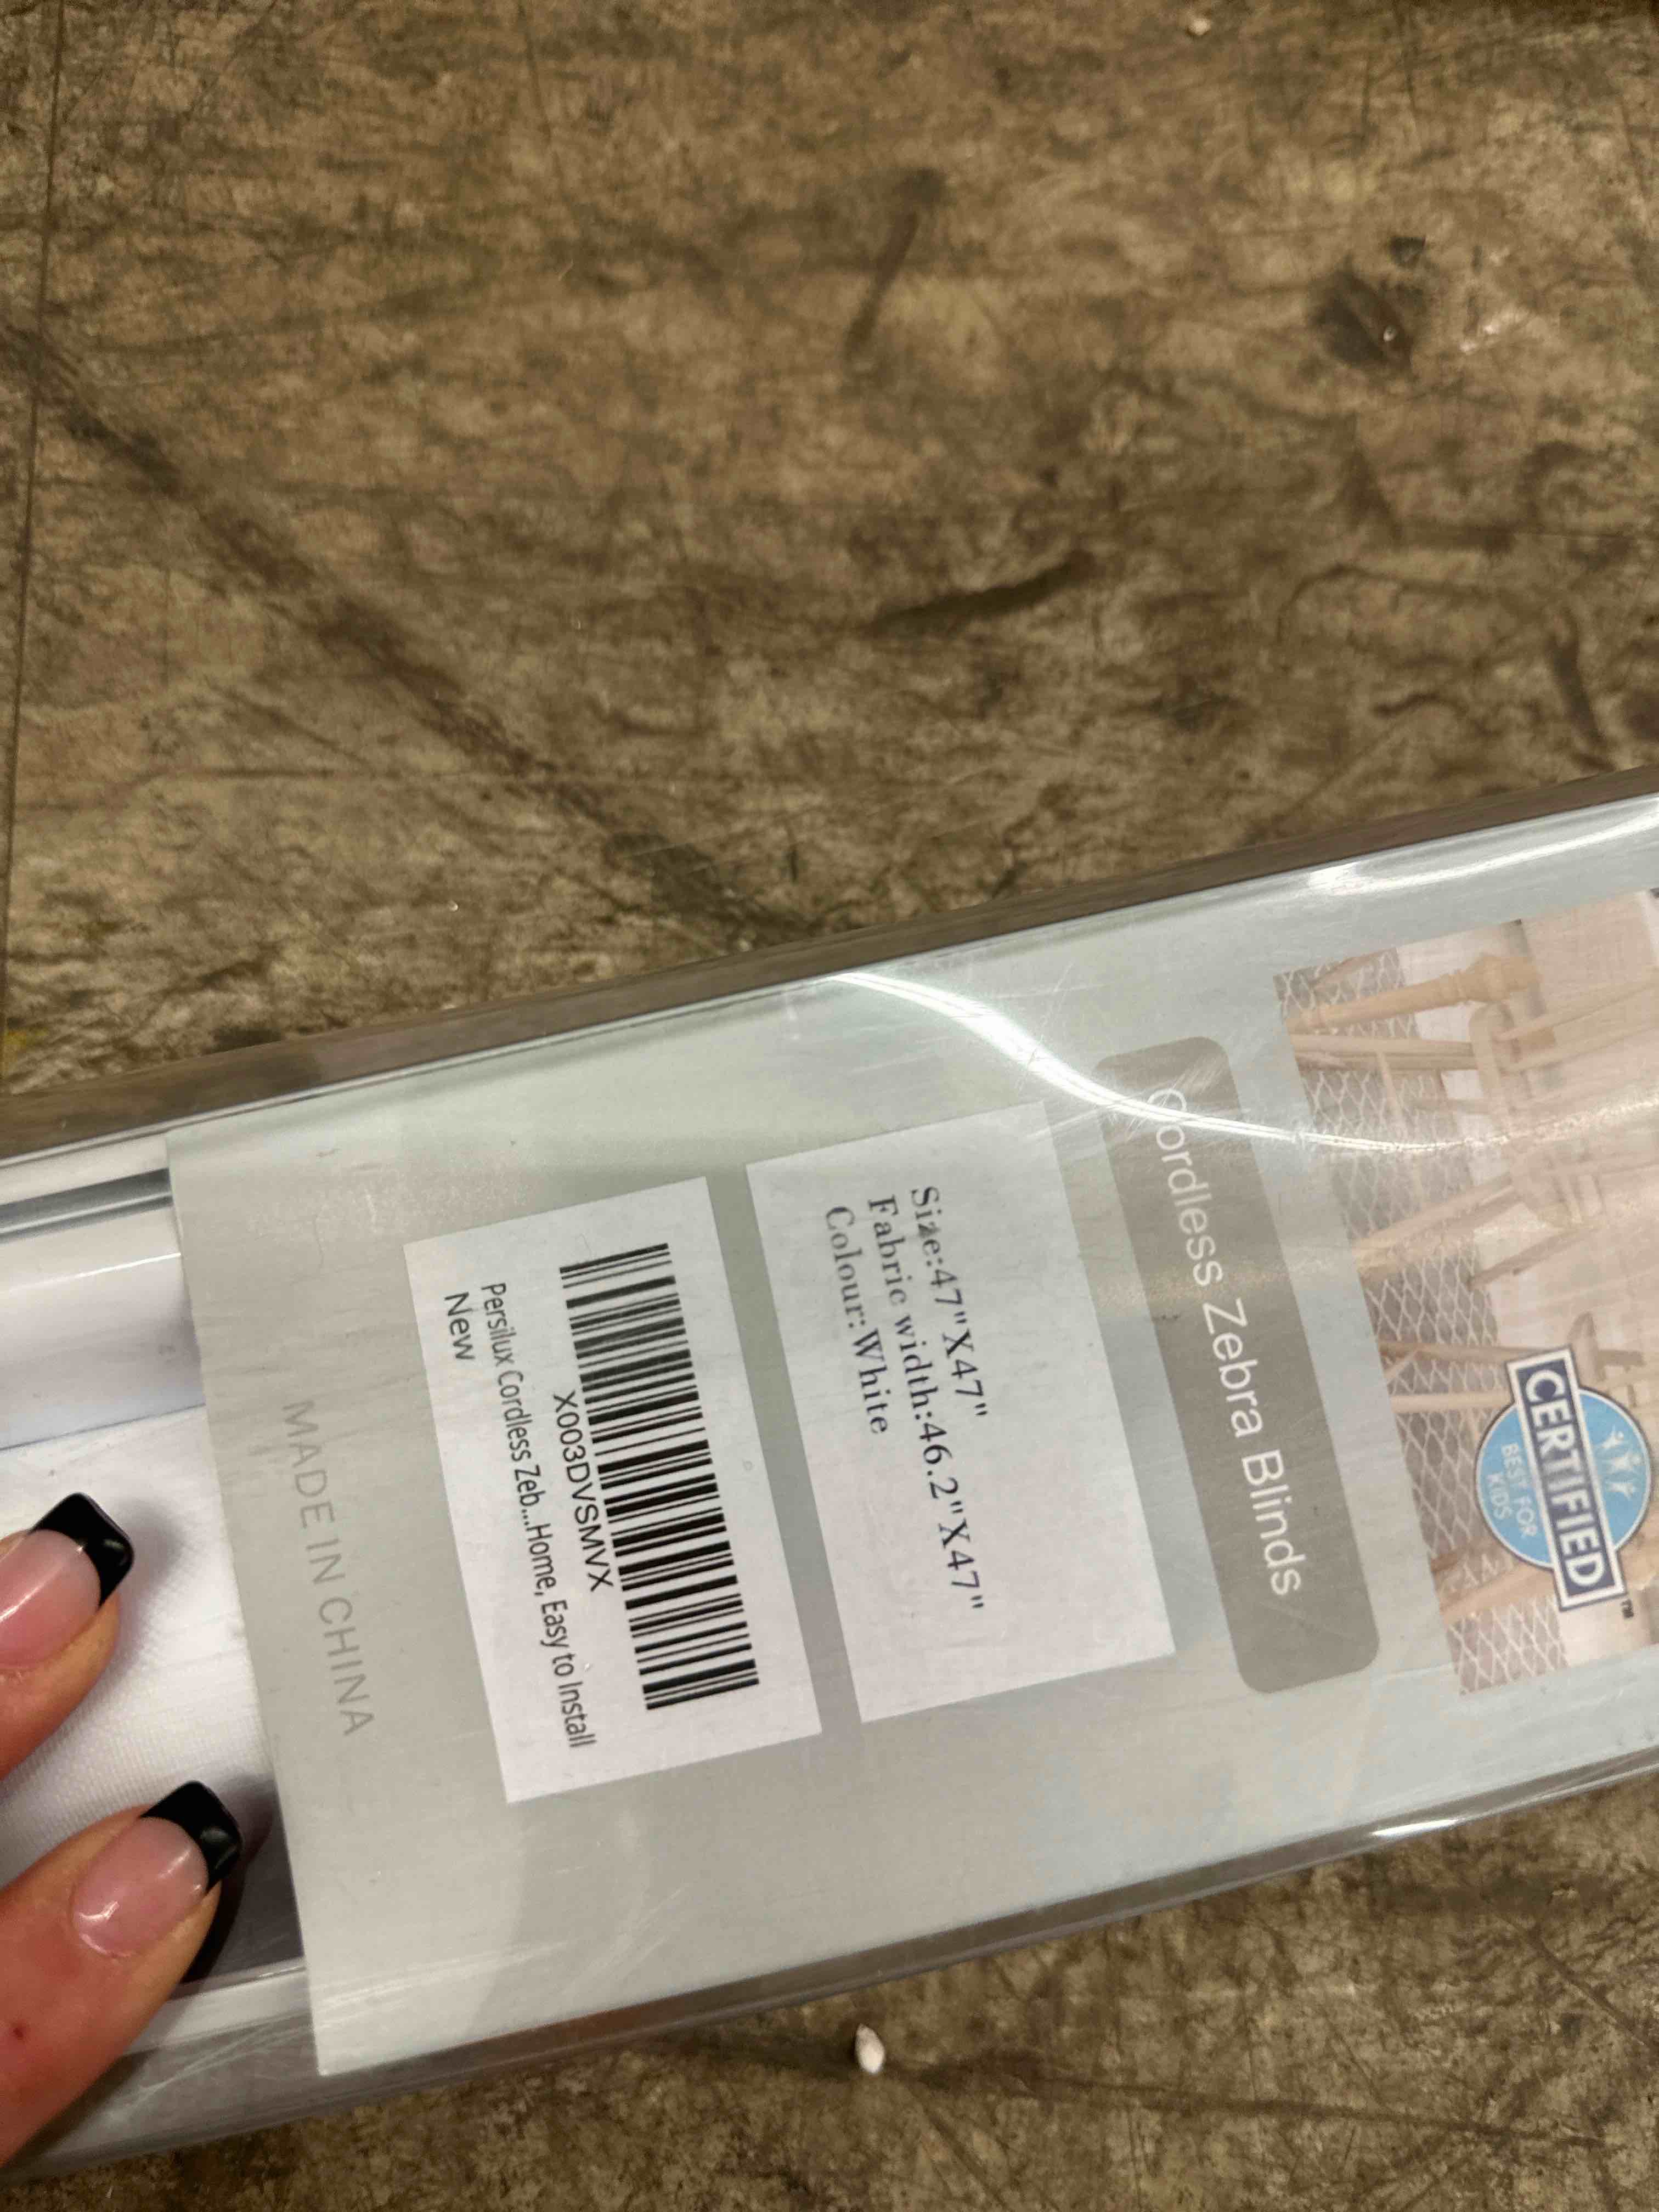 CERTIFIED™
BEST FOR
KIDS
Cordless Zebra Blinds
Size:47"X47"
Fabric width:46.2"X47"
Colour:White
X003DVSMVX
Persilux Cordless Zeb...Home, Easy to Install
New
MADE IN CHINA